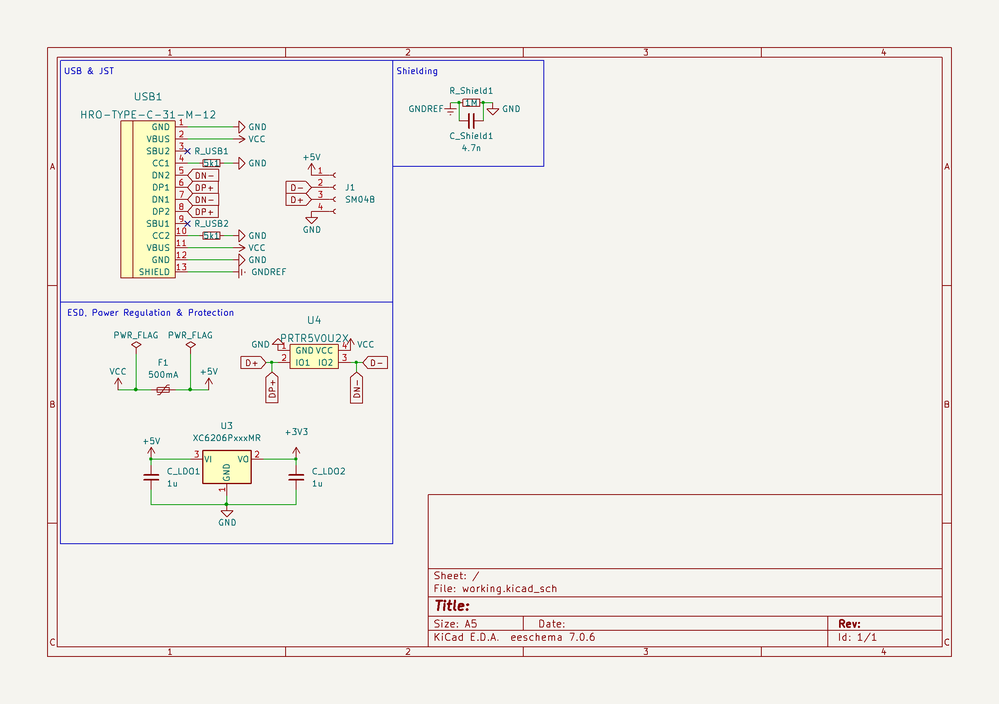 1 2 3 4
USB & JST
Shielding
USB1
HRO-TYPE-C-31-M-12
R_Shield1
GNDREF 1M GND
C_Shield1
4.7n
GND 1 GND
VBUS 2 VCC
SBU2 3 R_USB1
CC1 4 5k1 GND
DN2 5 DN-
DP1 6 DP+
DN1 7 DN-
DP2 8 DP+
SBU1 9 R_USB2
CC2 10 5k1 GND
VBUS 11 VCC
GND 12 GND
SHIELD 13 GNDREF
+5V
1
D- 2 J1
D+ 3 SM04B
4
GND
A A
ESD, Power Regulation & Protection
PWR_FLAG PWR_FLAG
F1
VCC 500mA +5V
U4
PRTR5V0U2X
GND 1 GND VCC 4 VCC
D+ 2 IO1 IO2 3 D-
DP+ DN-
B B
U3
XC6206PxxxMR
+5V +3V3
3 VI VO 2
GND
1
C_LDO1
1u
C_LDO2
1u
GND
Sheet: /
File: working.kicad_sch
Title:
Size: A5 Date: Rev:
KiCad E.D.A. eeschema 7.0.6 Id: 1/1
C C
1 2 3 4